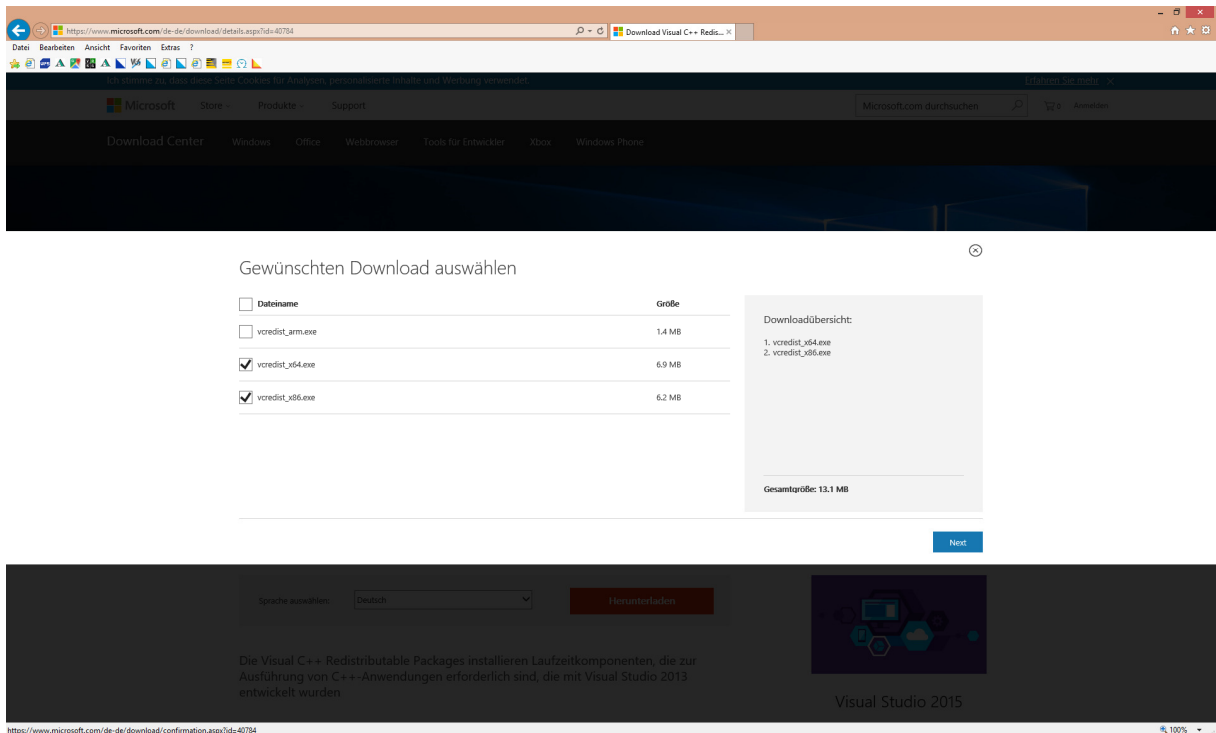 https://www.microsoft.com/de-de/download/details.aspx?id=40784
Download Visual C++ Redis...
Datei Bearbeiten Ansicht Favoriten Extras ?
Ich stimme zu, dass diese Seite Cookies für Analysen, personalisierte Inhalte und Werbung verwendet.
Erfahren Sie mehr
Microsoft Store Produkte Support
Microsoft.com durchsuchen
0 Anmelden
Download Center Windows Office Webbrowser Tools für Entwickler Xbox Windows Phone
Gewünschten Download auswählen
Dateiname Größe
vcredist_arm.exe 1.4 MB
vcredist_x64.exe 6.9 MB
vcredist_x86.exe 6.2 MB
Downloadübersicht:
1. vcredist_x64.exe
2. vcredist_x86.exe
Gesamtgröße: 13.1 MB
Next
Sprache auswählen: Deutsch Herunterladen
Die Visual C++ Redistributable Packages installieren Laufzeitkomponenten, die zur
Ausführung von C++-Anwendungen erforderlich sind, die mit Visual Studio 2013
entwickelt wurden
Visual Studio 2015
https://www.microsoft.com/de-de/download/confirmation.aspx?id=40784
100%